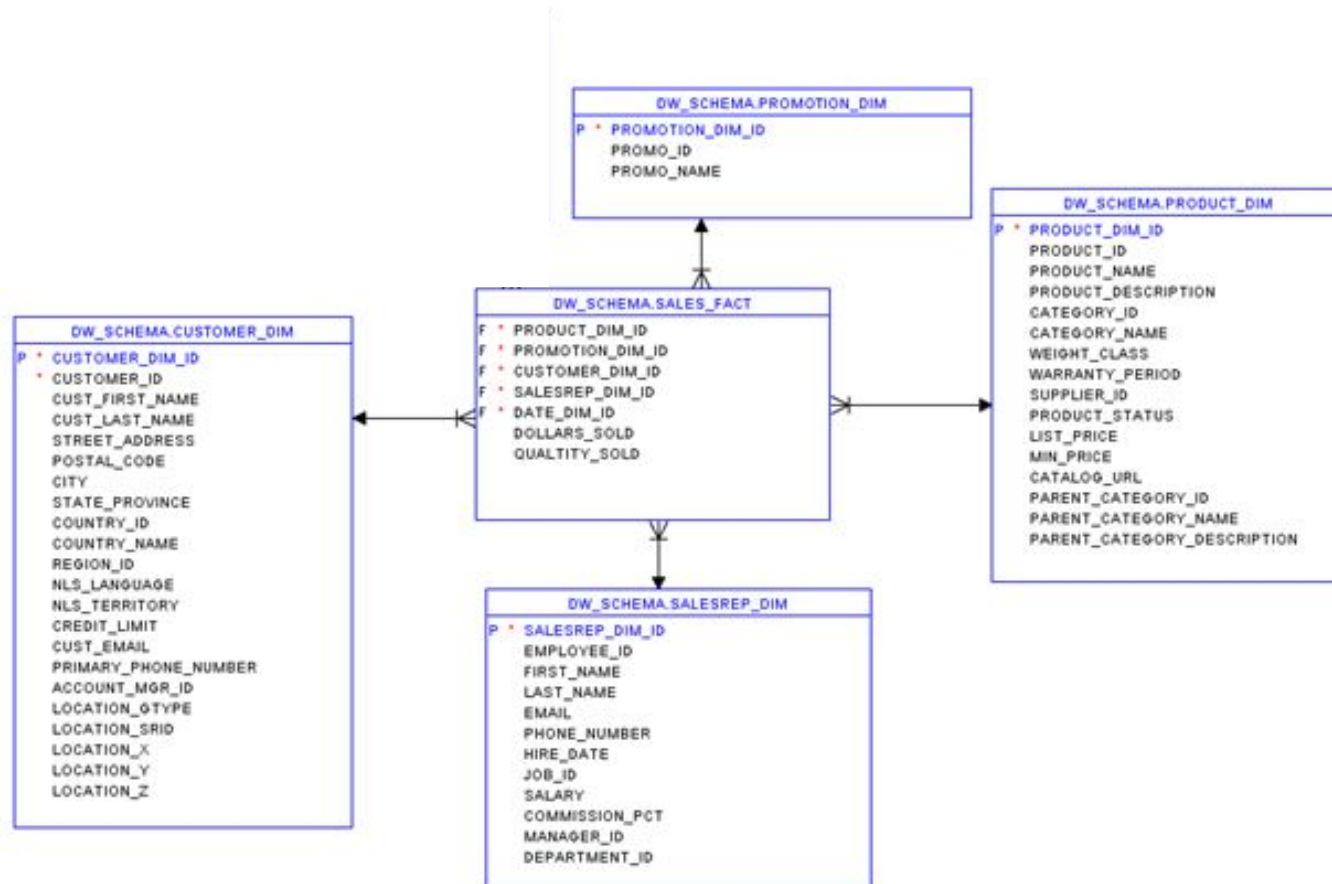 DW_SCHEMA.PROMOTION_DIM
P * PROMOTION_DIM_ID
PROMO_ID
PROMO_NAME
DW_SCHEMA.PRODUCT_DIM
P * PRODUCT_DIM_ID
PRODUCT_ID
PRODUCT_NAME
PRODUCT_DESCRIPTION
CATEGORY_ID
CATEGORY_NAME
WEIGHT_CLASS
WARRANTY_PERIOD
SUPPLIER_ID
PRODUCT_STATUS
LIST_PRICE
MIN_PRICE
CATALOG_URL
PARENT_CATEGORY_ID
PARENT_CATEGORY_NAME
PARENT_CATEGORY_DESCRIPTION
DW_SCHEMA.SALES_FACT
F * PRODUCT_DIM_ID
F * PROMOTION_DIM_ID
F * CUSTOMER_DIM_ID
F * SALESREP_DIM_ID
F * DATE_DIM_ID
DOLLARS_SOLD
QUALTITY_SOLD
DW_SCHEMA.CUSTOMER_DIM
P * CUSTOMER_DIM_ID
* CUSTOMER_ID
CUST_FIRST_NAME
CUST_LAST_NAME
STREET_ADDRESS
POSTAL_CODE
CITY
STATE_PROVINCE
COUNTRY_ID
COUNTRY_NAME
REGION_ID
NLS_LANGUAGE
NLS_TERRITORY
CREDIT_LIMIT
CUST_EMAIL
PRIMARY_PHONE_NUMBER
ACCOUNT_MGR_ID
LOCATION_GTYPE
LOCATION_SRID
LOCATION_X
LOCATION_Y
LOCATION_Z
DW_SCHEMA.SALESREP_DIM
P * SALESREP_DIM_ID
EMPLOYEE_ID
FIRST_NAME
LAST_NAME
EMAIL
PHONE_NUMBER
HIRE_DATE
JOB_ID
SALARY
COMMISSION_PCT
MANAGER_ID
DEPARTMENT_ID